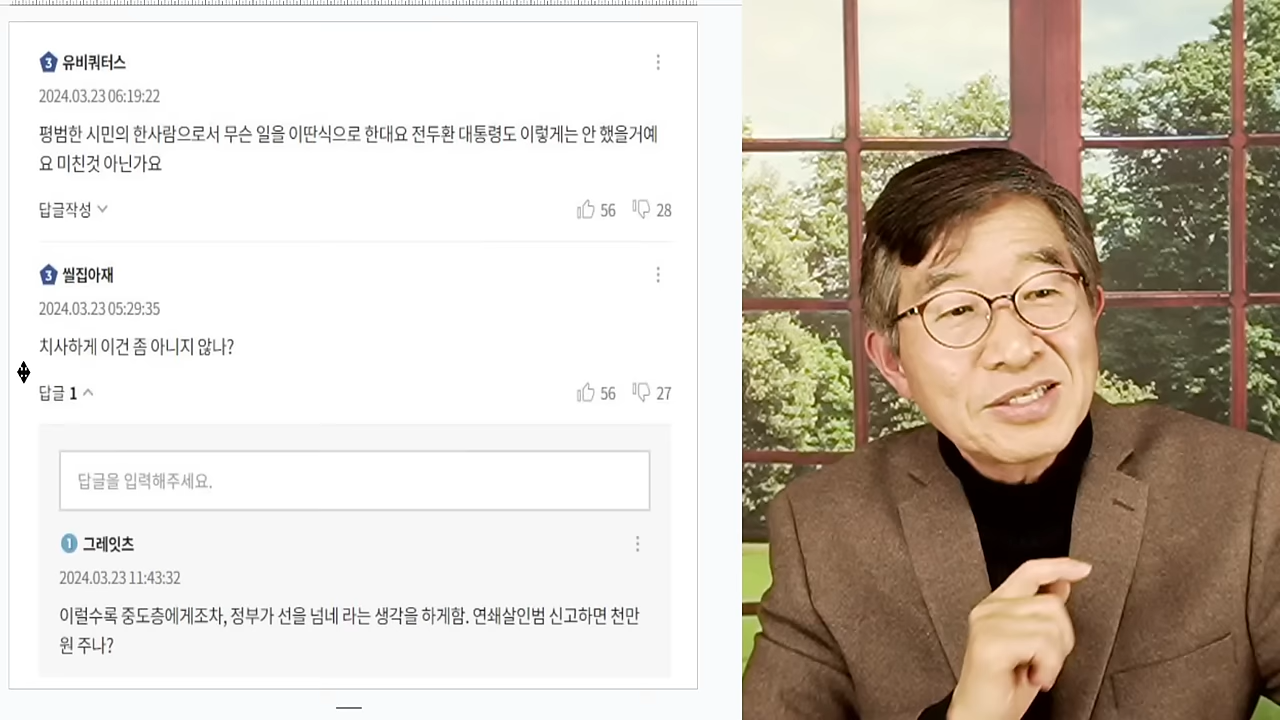 3 유비쿼터스
2024.03.23 06:19:22
평범한 시민의 한사람으로서 무슨 일을 이딴식으로 한대요 전두환 대통령도 이렇게는 안 했을거예
요 미친것 아닌가요
답글작성
56 28
3 씰집아재
2024.03.23 05:29:35
치사하게 이건 좀 아니지 않나?
답글 1
56 27
답글을 입력해주세요.
1 그레잇츠
2024.03.23 11:43:32
이럴수록 중도층에게조차, 정부가 선을 넘네 라는 생각을 하게함. 연쇄살인범 신고하면 천만
원 주나?